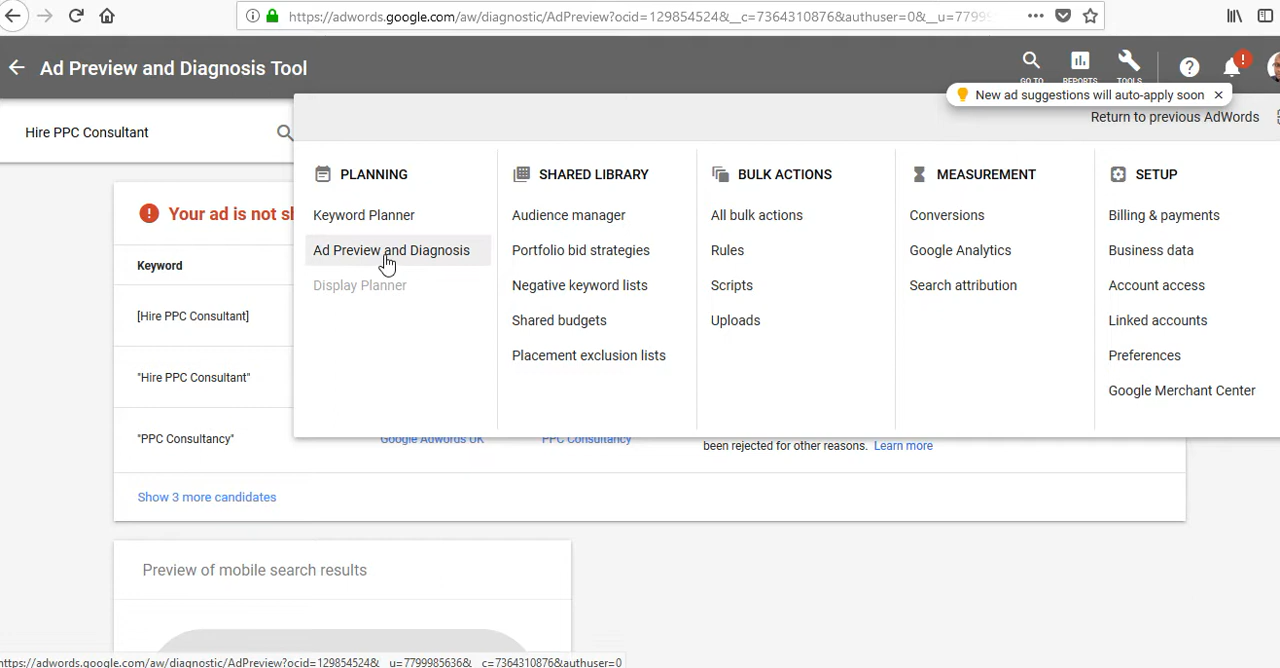 https://adwords.google.com/aw/diagnostic/AdPreview?ocid=129854524&__c=7364310876&authuser=0&__u=7799
Ad Preview and Diagnosis Tool
GO TO
REPORTS
TOOLS
New ad suggestions will auto-apply soon
Hire PPC Consultant
Return to previous AdWords
PLANNING
Keyword Planner
Ad Preview and Diagnosis
Display Planner
SHARED LIBRARY
Audience manager
Portfolio bid strategies
Negative keyword lists
Shared budgets
Placement exclusion lists
BULK ACTIONS
All bulk actions
Rules
Scripts
Uploads
MEASUREMENT
Conversions
Google Analytics
Search attribution
SETUP
Billing & payments
Business data
Account access
Linked accounts
Preferences
Google Merchant Center
Your ad is not
Keyword
[Hire PPC Consultant]
"Hire PPC Consultant"
"PPC Consultancy"
Google Adwords UK
PPC Consultancy
been rejected for other reasons. Learn more
Show 3 more candidates
Preview of mobile search results
https://adwords.google.com/aw/diagnostic/AdPreview?ocid=129854524&__u=7799985636&__c=7364310876&authuser=0